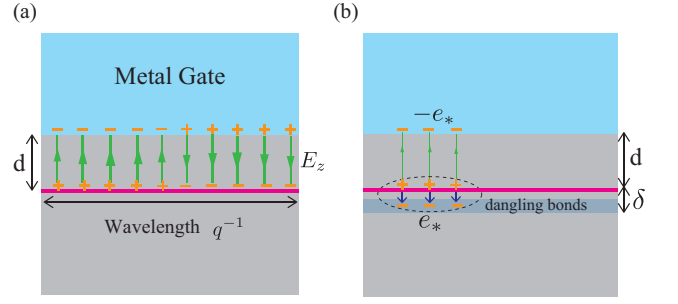 (a)
(b)
Metal Gate
d
E_z
Wavelength q⁻¹
−e_*
d
δ
dangling bonds
e_*